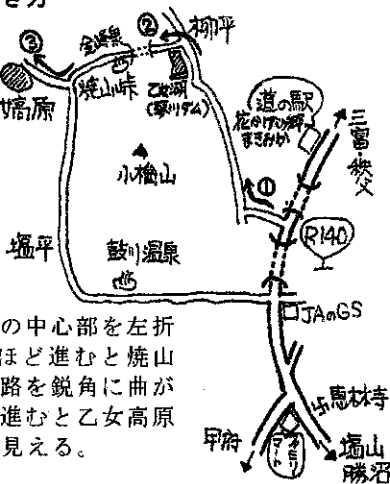 き方
③
②
柳平
金峰泉
焼山峠
乙女湖
(琴川ダム)
女高原
道の駅
花かげの郷
まきおか
三富・秩父
①
小楢山
R140
塩平
鼓川温泉
JAのGS
の中心部を左折
ほど進むと焼山
路を鋭角に曲が
進むと乙女高原
見える。
恵林寺
甲府
塩山
勝沼